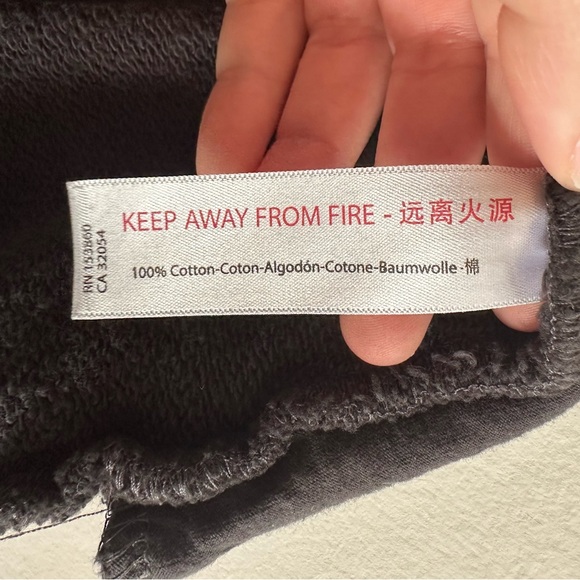 KEEP AWAY FROM FIRE - 远离火源
100% Cotton-Coton-Algodón-Cotone-Baumwolle-棉
RN 153860
CA 32054